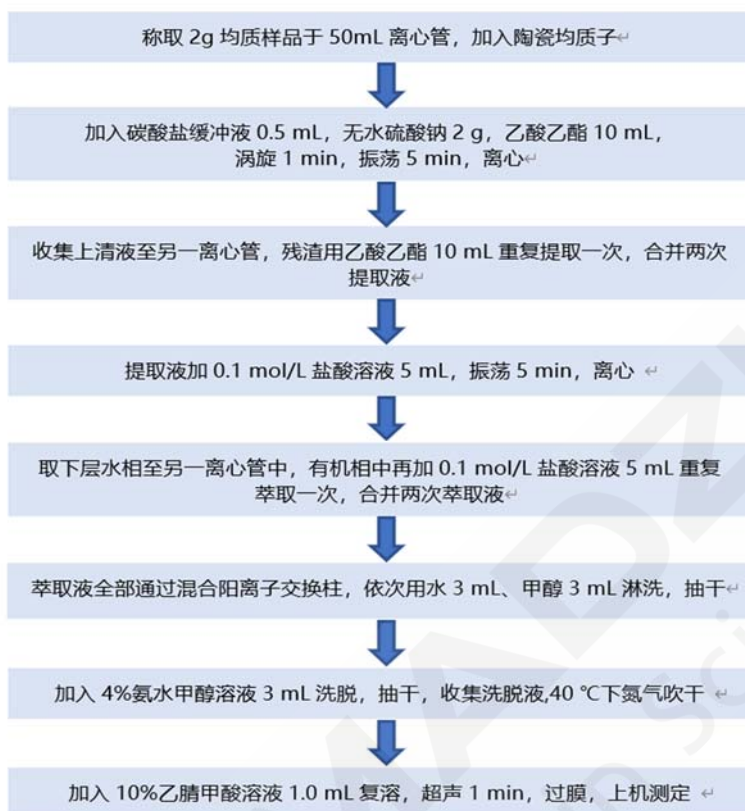 称取 2g 均质样品于 50mL 离心管，加入陶瓷均质子↵
加入碳酸盐缓冲液 0.5 mL，无水硫酸钠 2 g，乙酸乙酯 10 mL，
涡旋 1 min，振荡 5 min，离心↵
收集上清液至另一离心管，残渣用乙酸乙酯 10 mL 重复提取一次，合并两次
提取液↵
提取液加 0.1 mol/L 盐酸溶液 5 mL，振荡 5 min，离心 ↵
取下层水相至另一离心管中，有机相中再加 0.1 mol/L 盐酸溶液 5 mL 重复
萃取一次，合并两次萃取液↵
萃取液全部通过混合阳离子交换柱，依次用水 3 mL、甲醇 3 mL 淋洗，抽干↵
加入 4%氨水甲醇溶液 3 mL 洗脱，抽干，收集洗脱液,40 ℃下氮气吹干 ↵
加入 10%乙腈甲酸溶液 1.0 mL 复溶，超声 1 min，过膜，上机测定 ↵